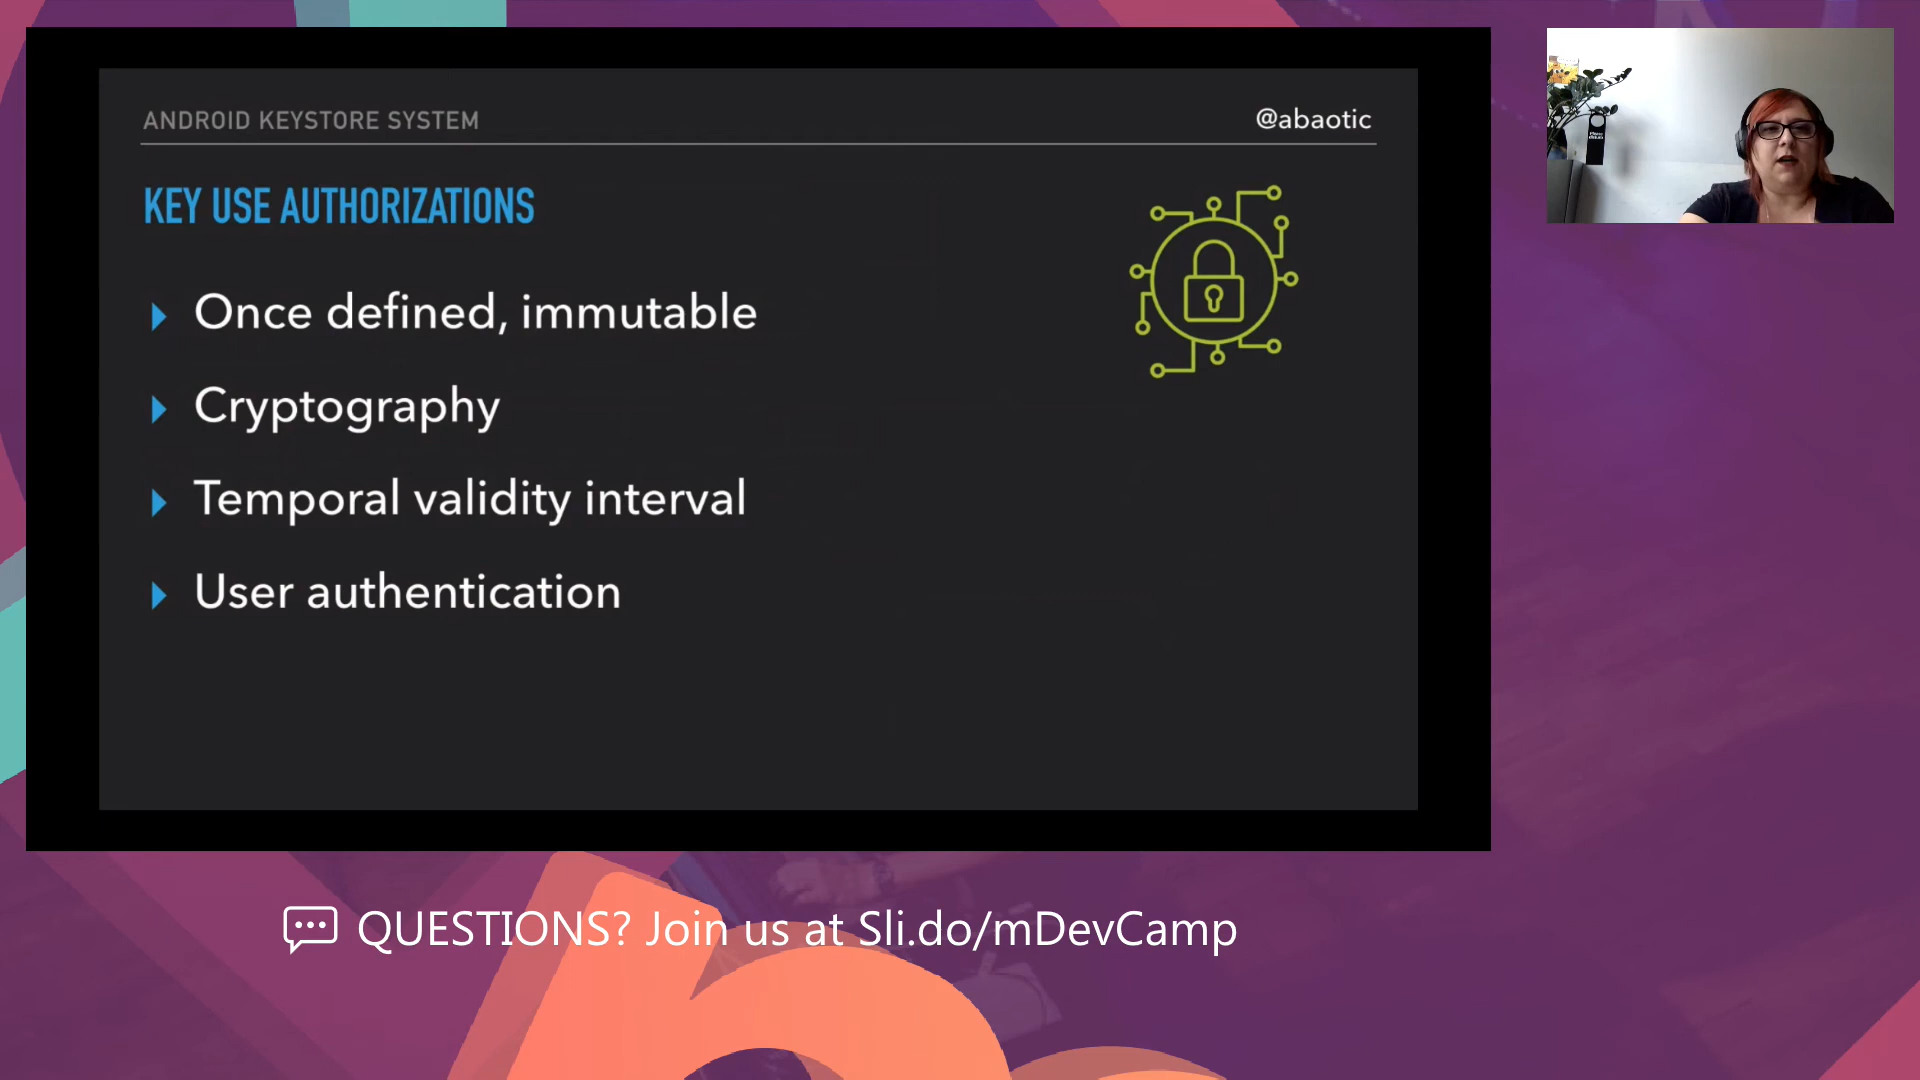 ANDROID KEYSTORE SYSTEM
@abaotic
KEY USE AUTHORIZATIONS
Once defined, immutable
Cryptography
Temporal validity interval
User authentication
QUESTIONS? Join us at Sli.do/mDevCamp